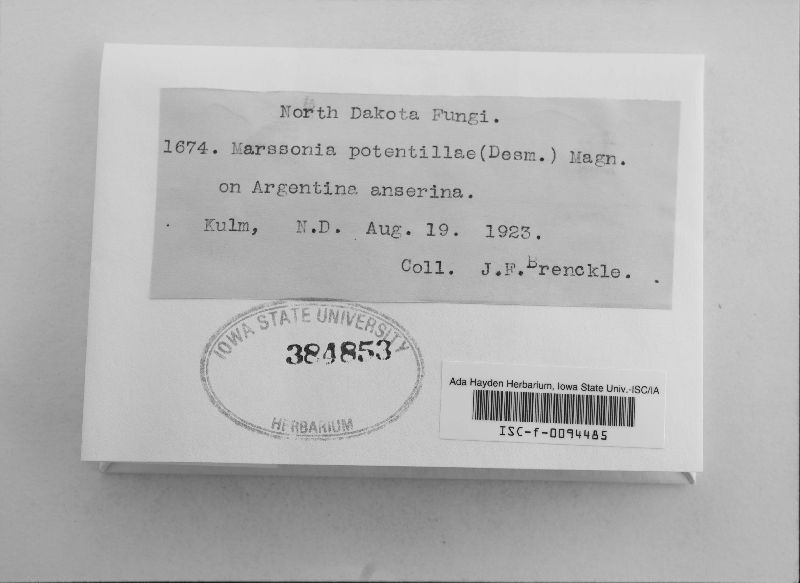 North Dakota Fungi.
1674. Marssonia potentillae(Desm.) Magn.
on Argentina anserina.
Kulm, N.D. Aug. 19. 1923.
Coll. J.F.Brenckle.
IOWA STATE UNIVERSITY
384853
HERBARIUM
Ada Hayden Herbarium, Iowa State Univ.-ISC/IA
ISC-f-0094485